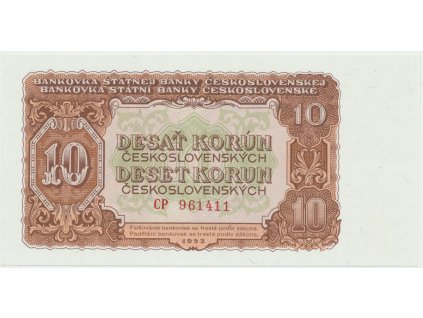 BANKOVKA ŠTÁTNEJ BANKY ČESKOSLOVENSKEJ
BANKOVKA STÁTNÍ BANKY ČESKOSLOVENSKÉ
10
10
DESAŤ KORÚN
ČESKOSLOVENSKÝCH
DESET KORUN
ČESKOSLOVENSKÝCH
CP 961411
10
Falšovanie bankoviek sa trestá podľa zákona.
Padělání bankovek se trestá podle zákona.
1953